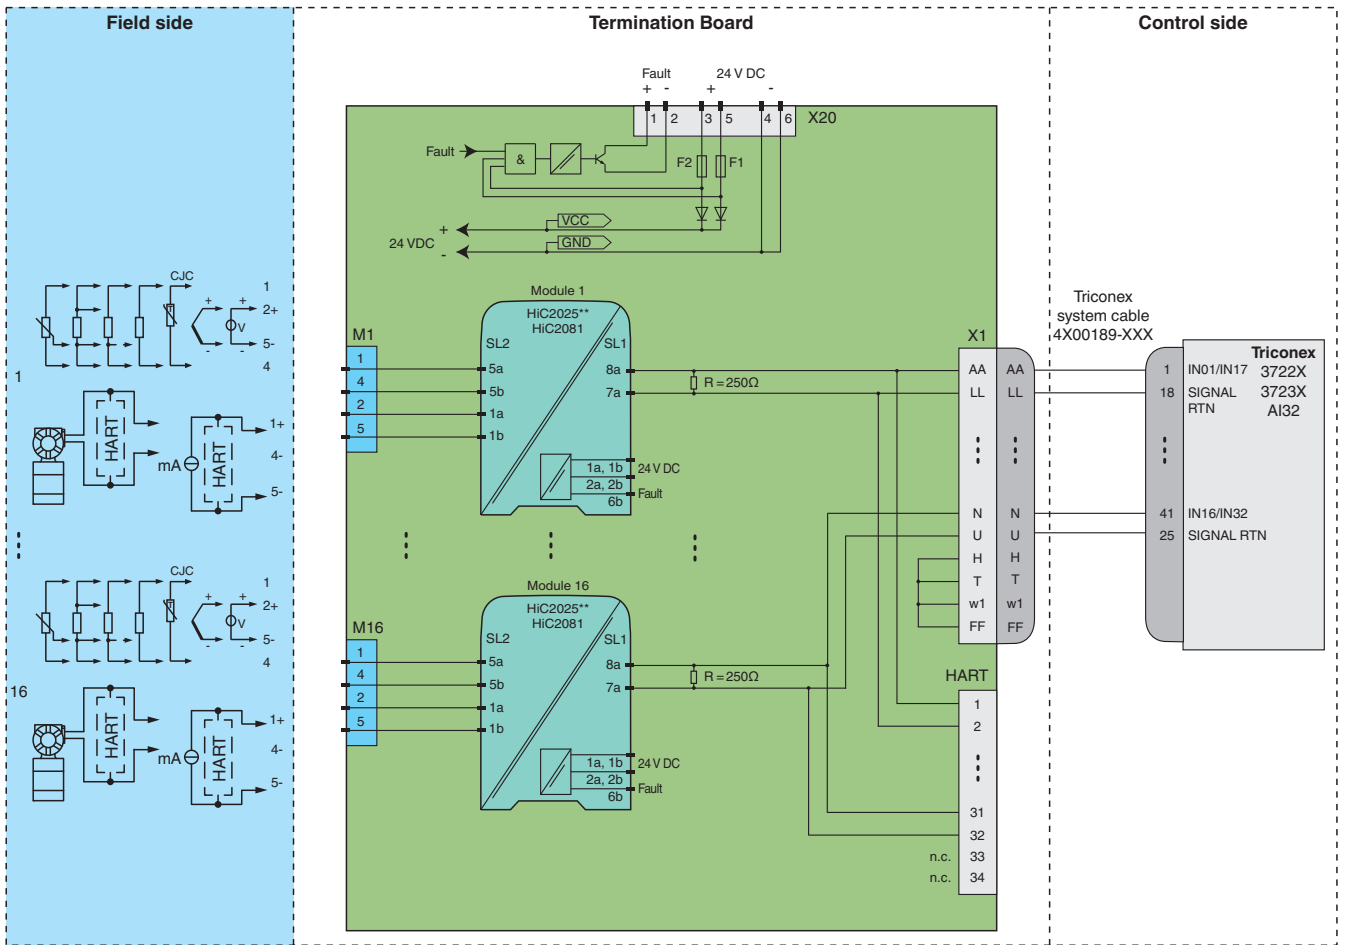 Field side
Termination Board
Control side
Fault
24 V DC
+ - + -
1 2 3 5 4 6 X20
Fault
&
F2 F1
VCC
+
24 VDC
GND
-
CJC
1
+ +
2+
T
V
- -
5-
4
1
HART
mA
HART
1+
4-
5-
M1
1
4
2
5
Module 1
HiC2025**
HiC2081
SL2 SL1
5a 8a
5b 7a
1a
1b
R = 250Ω
1a, 1b 24 V DC
2a, 2b
Fault
6b
CJC
1
+ +
2+
T
V
- -
5-
4
16
HART
mA
HART
1+
4-
5-
M16
1
4
2
5
Module 16
HiC2025**
HiC2081
SL2 SL1
5a 8a
5b 7a
1a
1b
R = 250Ω
1a, 1b 24 V DC
2a, 2b
Fault
6b
X1
AA AA
LL LL
N N
U U
H H
T T
w1 w1
FF FF
HART
1
2
31
32
n.c. 33
n.c. 34
Triconex
system cable
4X00189-XXX
Triconex
1 IN01/IN17 3722X
18 SIGNAL 3723X
RTN AI32
41 IN16/IN32
25 SIGNAL RTN